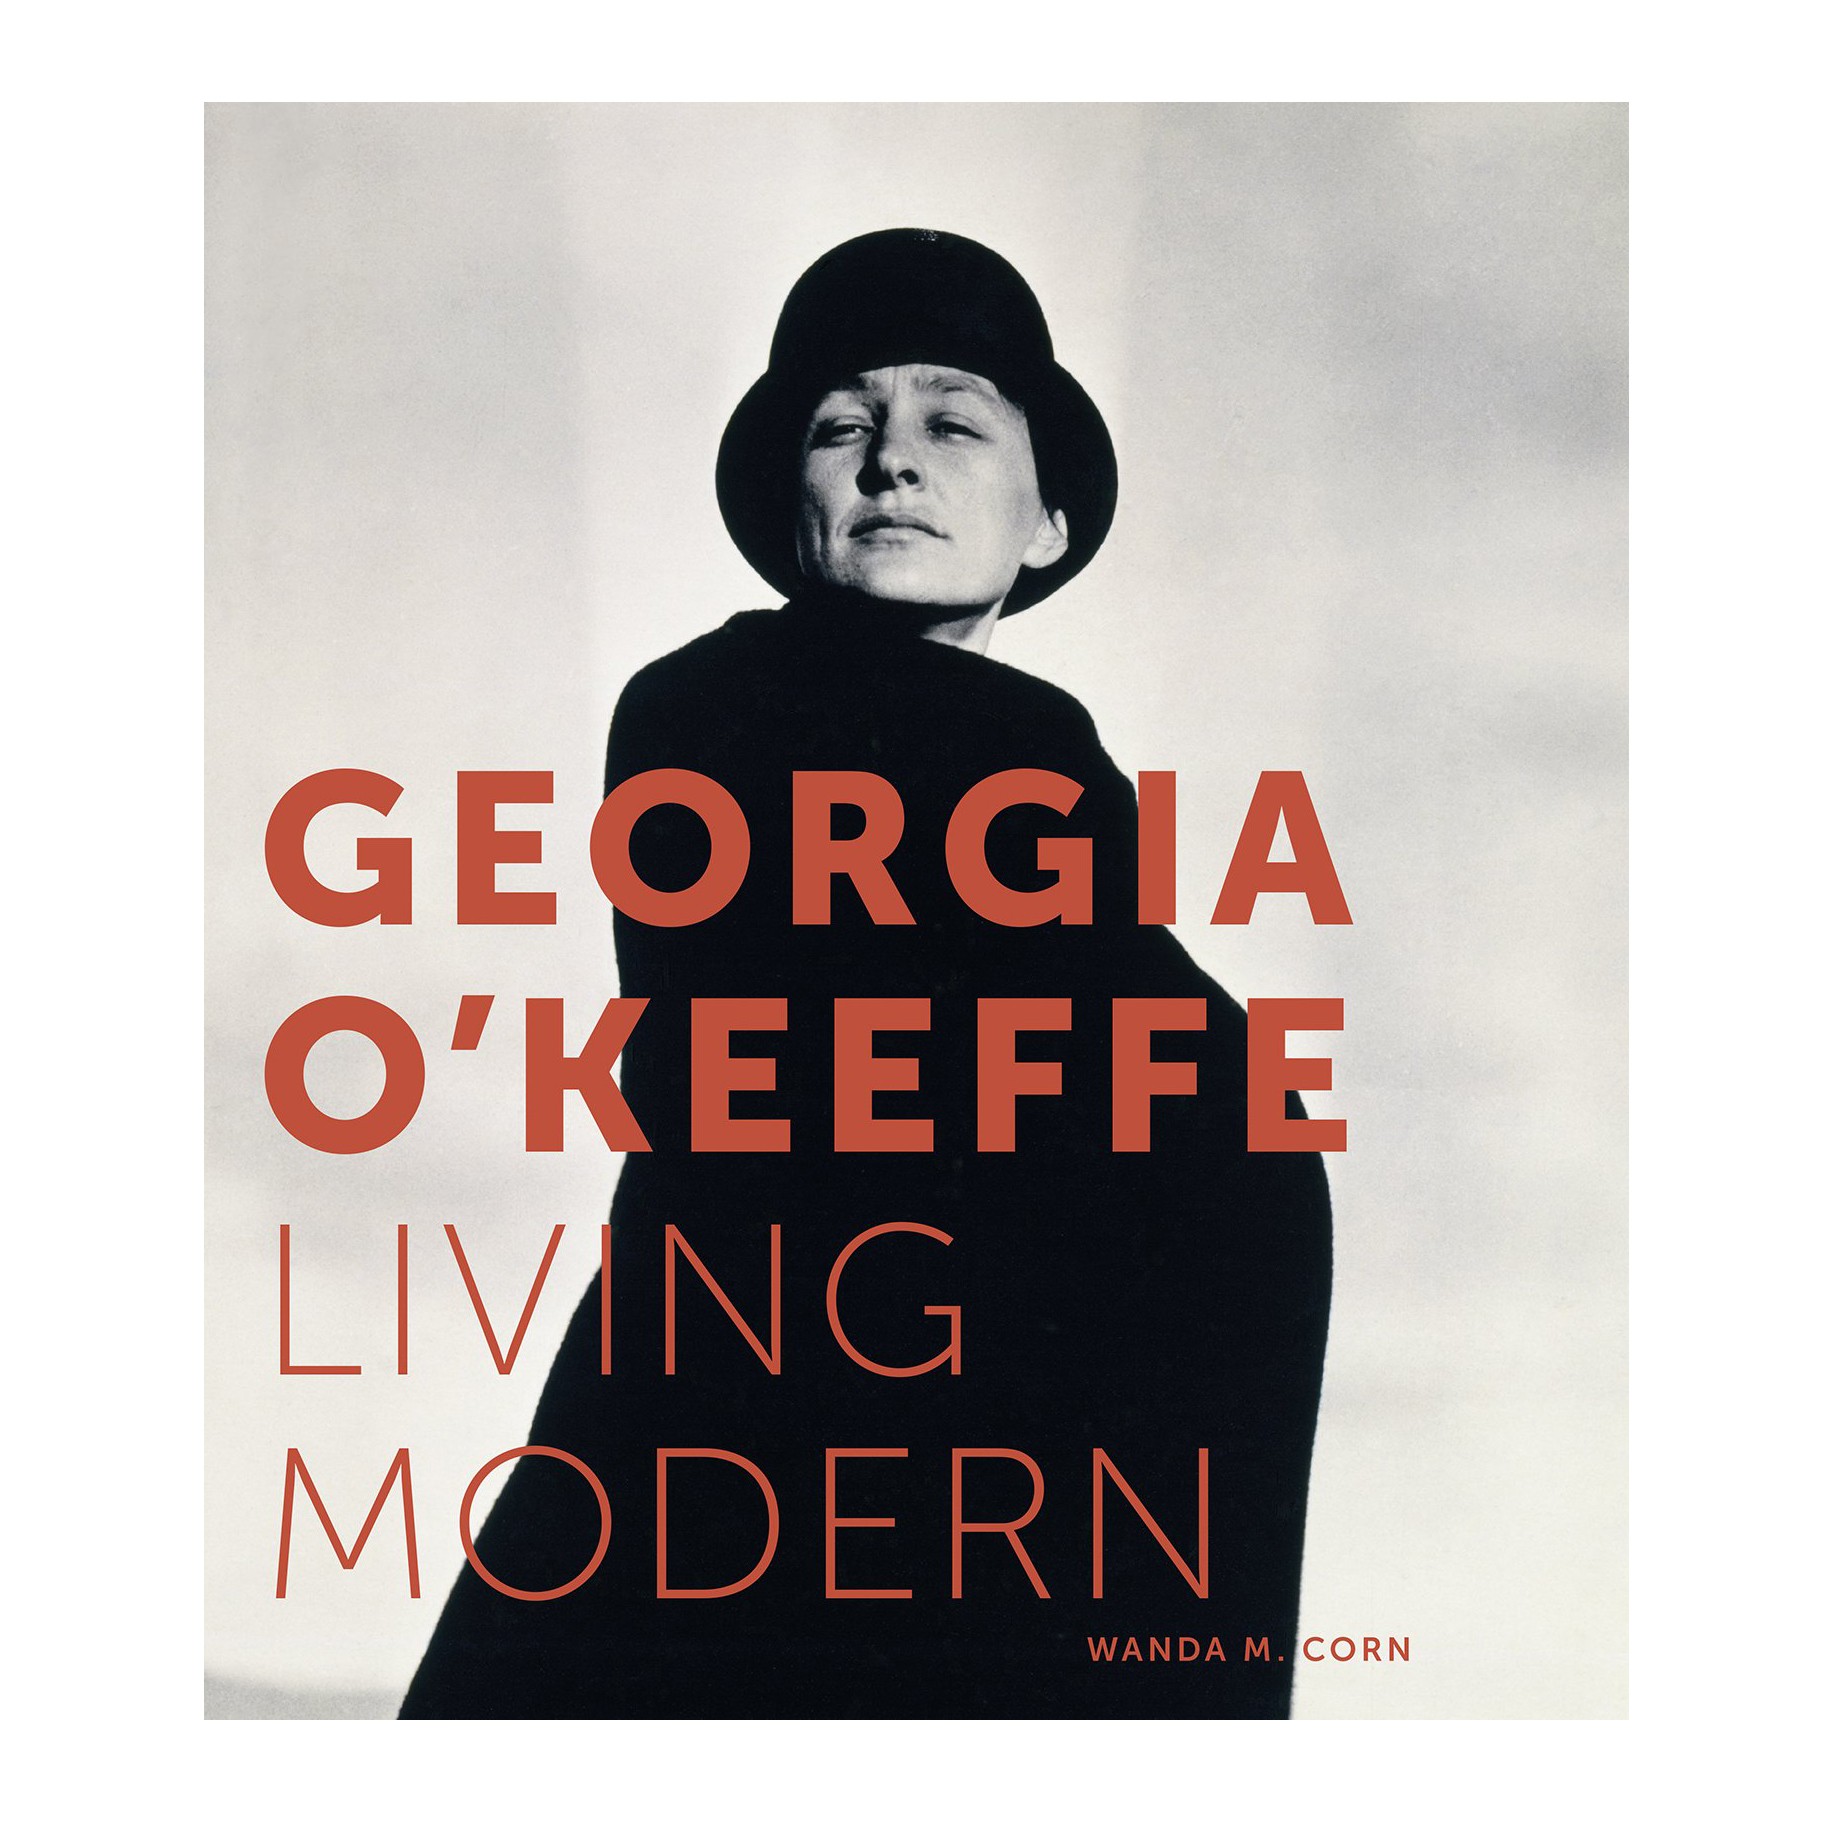 GEORGIA
O’KEEFFE
LIVING
MODERN
WANDA M. CORN